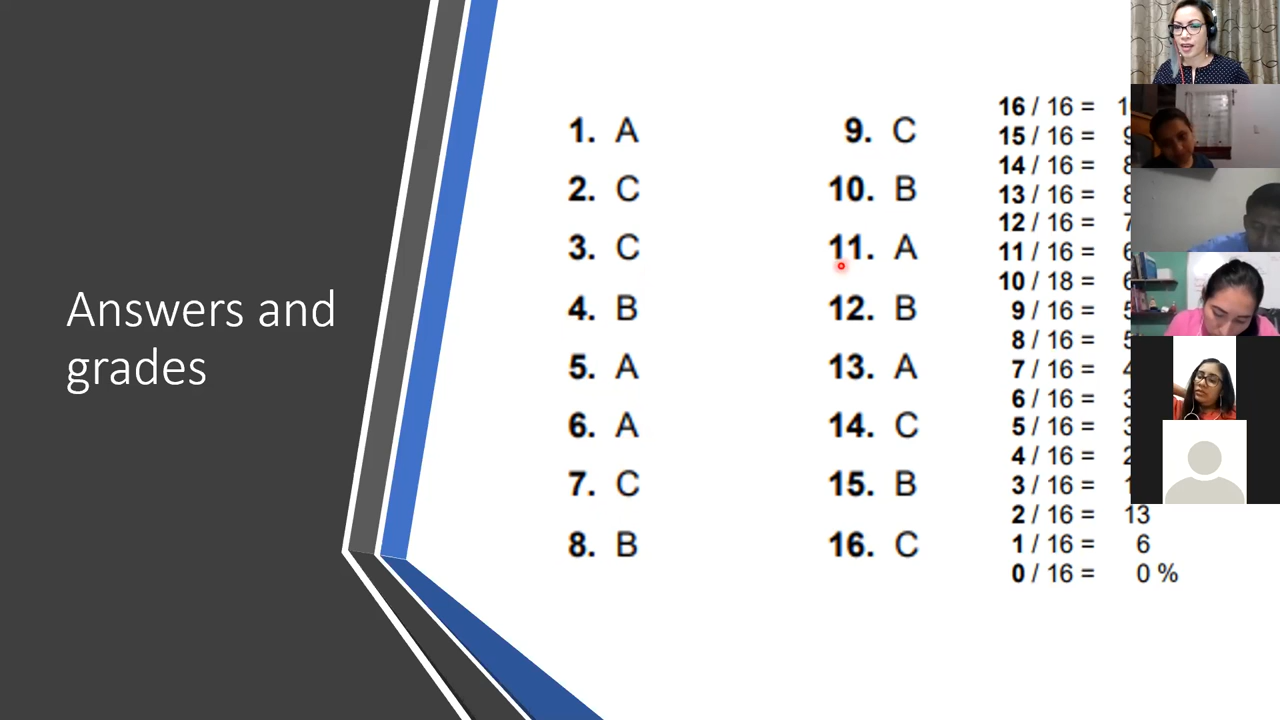 Answers and
grades
1. A
2. C
3. C
4. B
5. A
6. A
7. C
8. B
9. C
10. B
11. A
12. B
13. A
14. C
15. B
16. C
16 / 16 =
15 / 16 =
14 / 16 =
13 / 16 =
12 / 16 =
11 / 16 =
10 / 18 =
9 / 16 =
8 / 16 =
7 / 16 =
6 / 16 =
5 / 16 =
4 / 16 =
3 / 16 =
2 / 16 = 13
1 / 16 = 6
0 / 16 = 0 %